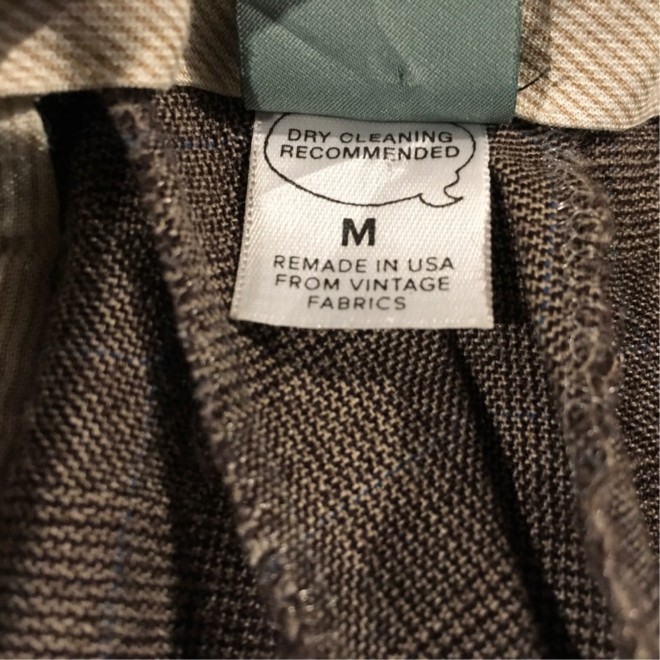 DRY CLEANING
RECOMMENDED
M
REMADE IN USA
FROM VINTAGE
FABRICS